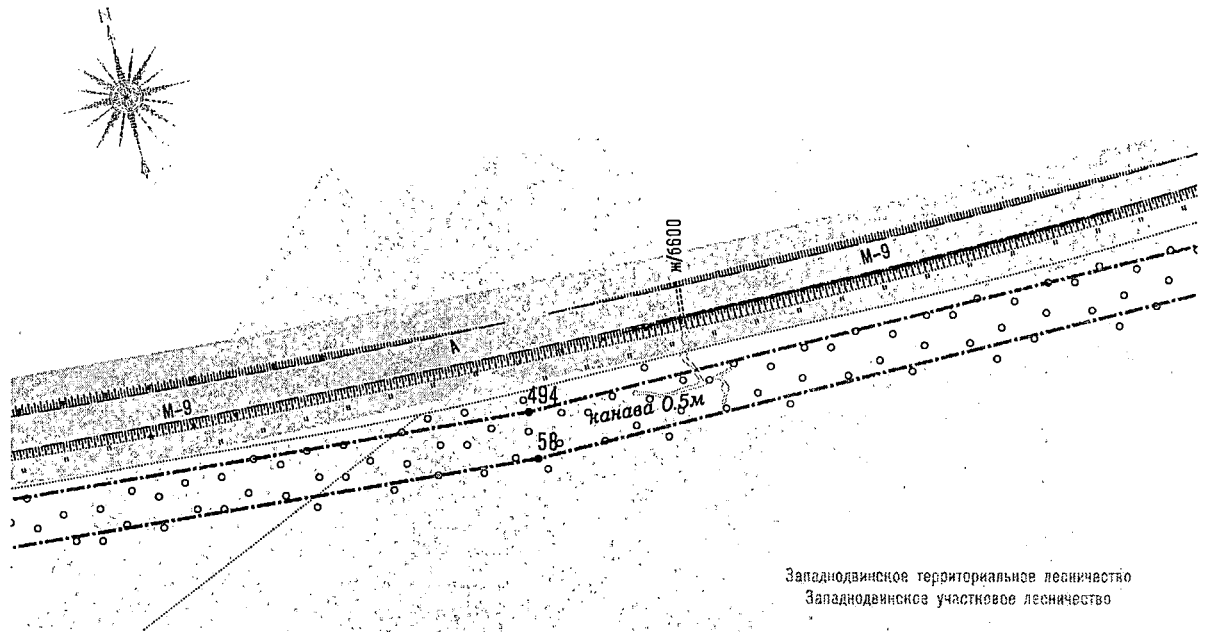 ж/6600
М-9
А
М-9
494
канава 0,5м
58
Западнодвинское территориальное лесничество
Западнодвинское участковое лесничество